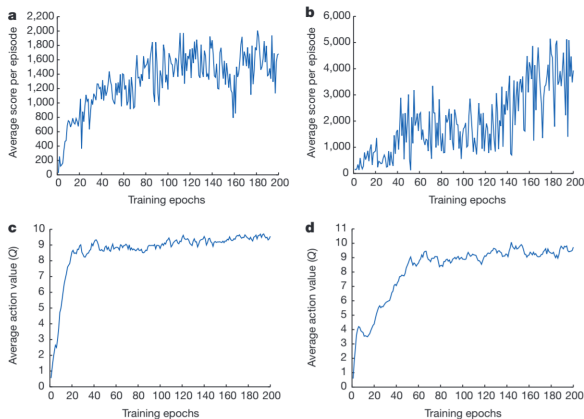 a
Average score per episode
2,200
2,000
1,800
1,600
1,400
1,200
1,000
800
600
400
200
0
0 20 40 60 80 100 120 140 160 180 200
Training epochs
b
Average score per episode
6,000
5,000
4,000
3,000
2,000
1,000
0
0 20 40 60 80 100 120 140 160 180 200
Training epochs
c
Average action value (Q)
10
9
8
7
6
5
4
3
2
1
0
0 20 40 60 80 100 120 140 160 180 200
Training epochs
d
Average action value (Q)
11
10
9
8
7
6
5
4
3
2
1
0
0 20 40 60 80 100 120 140 160 180 200
Training epochs